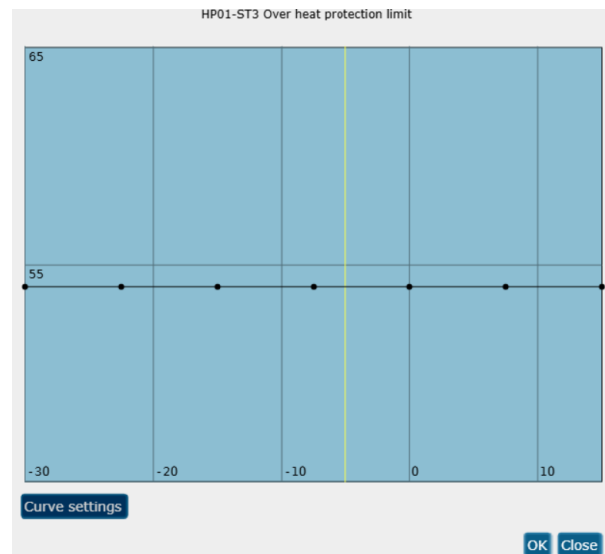 HP01-ST3 Over heat protection limit
65
55
-30 -20 -10 0 10
Curve settings
OK Close